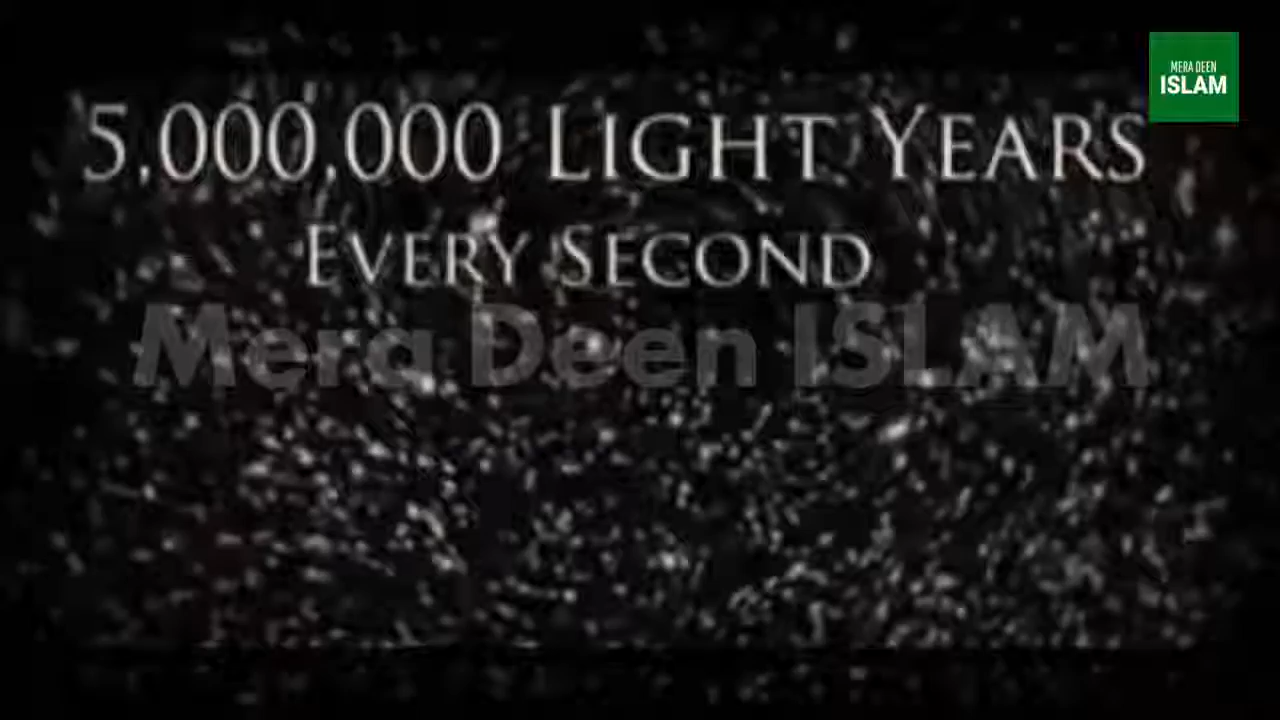 MERA DEEN
ISLAM
5,000,000 LIGHT YEARS
EVERY SECOND
Mera Deen ISLAM